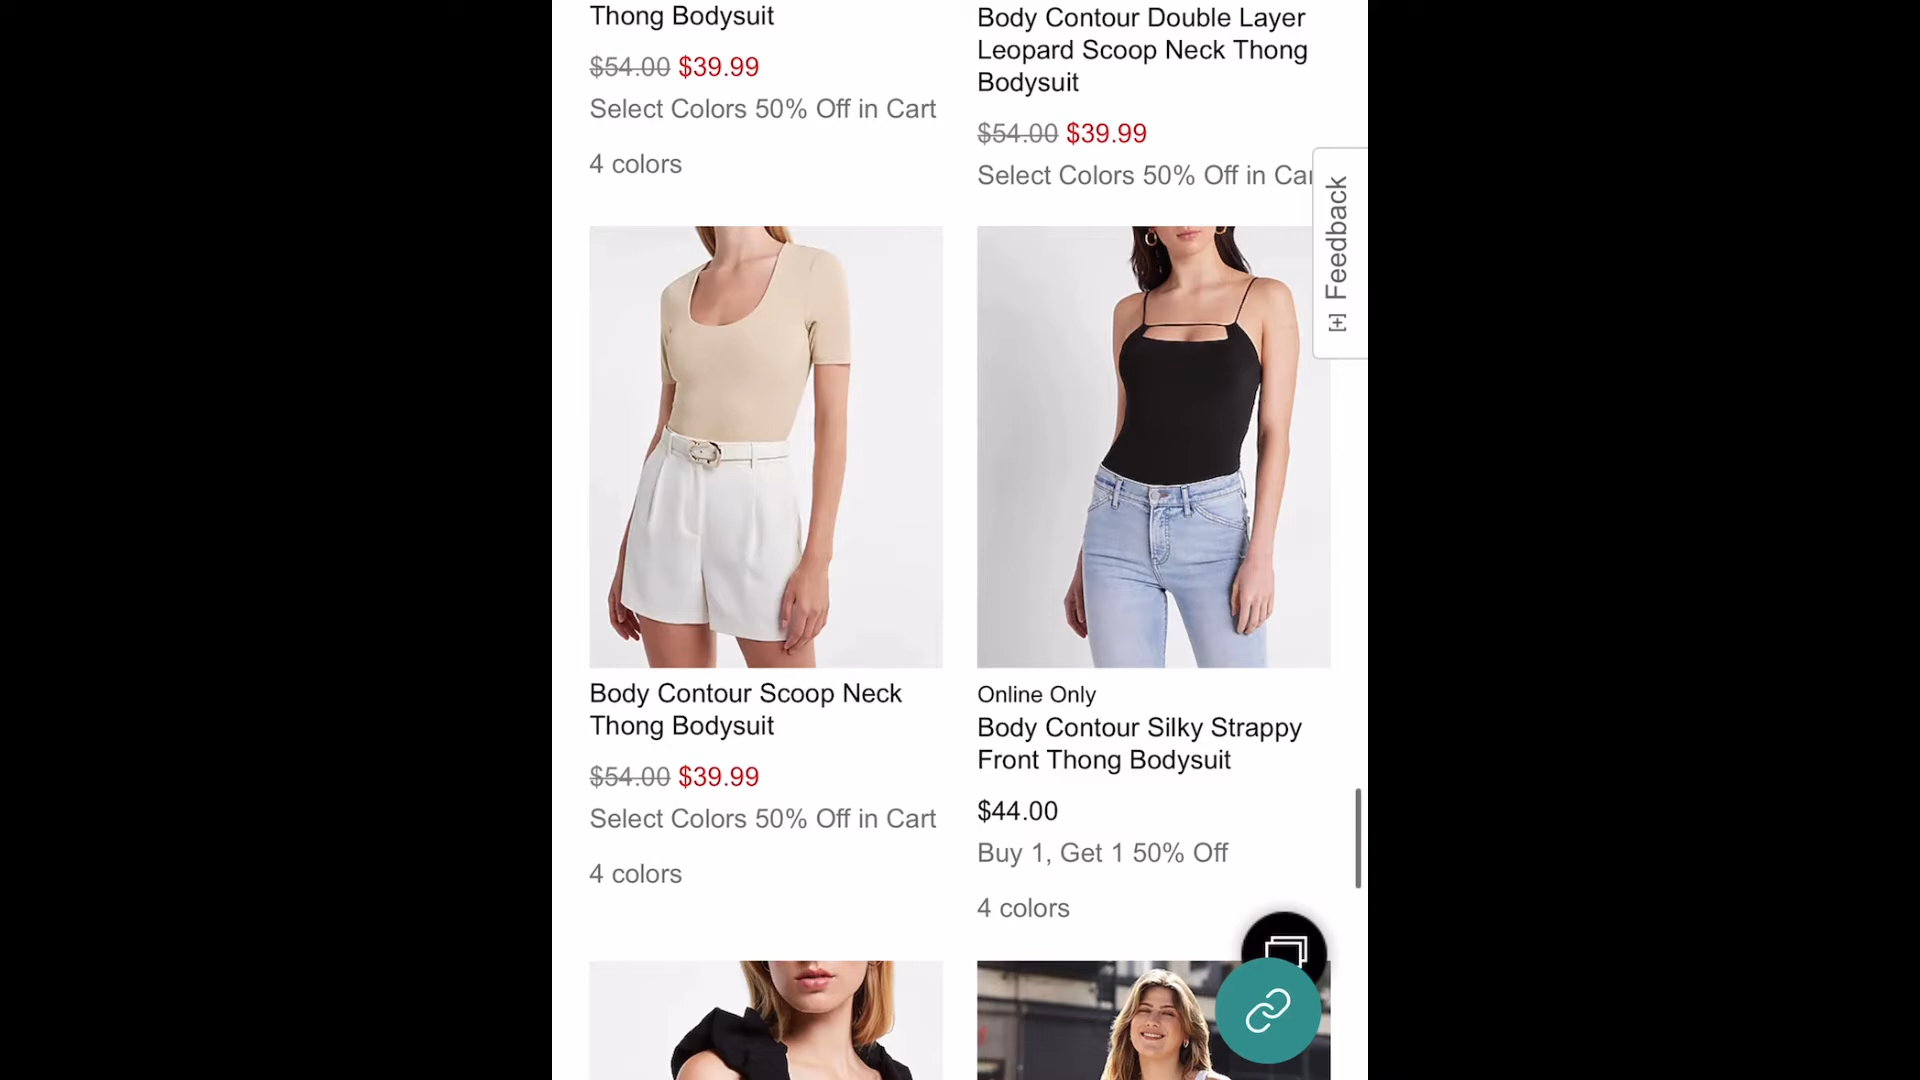 Thong Bodysuit
$54.00 $39.99
Select Colors 50% Off in Cart
4 colors
Body Contour Double Layer
Leopard Scoop Neck Thong
Bodysuit
$54.00 $39.99
Select Colors 50% Off in Car
[+] Feedback
Body Contour Scoop Neck
Thong Bodysuit
$54.00 $39.99
Select Colors 50% Off in Cart
4 colors
Online Only
Body Contour Silky Strappy
Front Thong Bodysuit
$44.00
Buy 1, Get 1 50% Off
4 colors